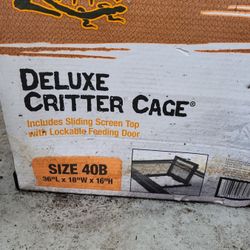 DELUXE
CRITTER CAGE®
Includes Sliding Screen Top
with Lockable Feeding Door
SIZE 40B
36"L x 18"W x 16"H